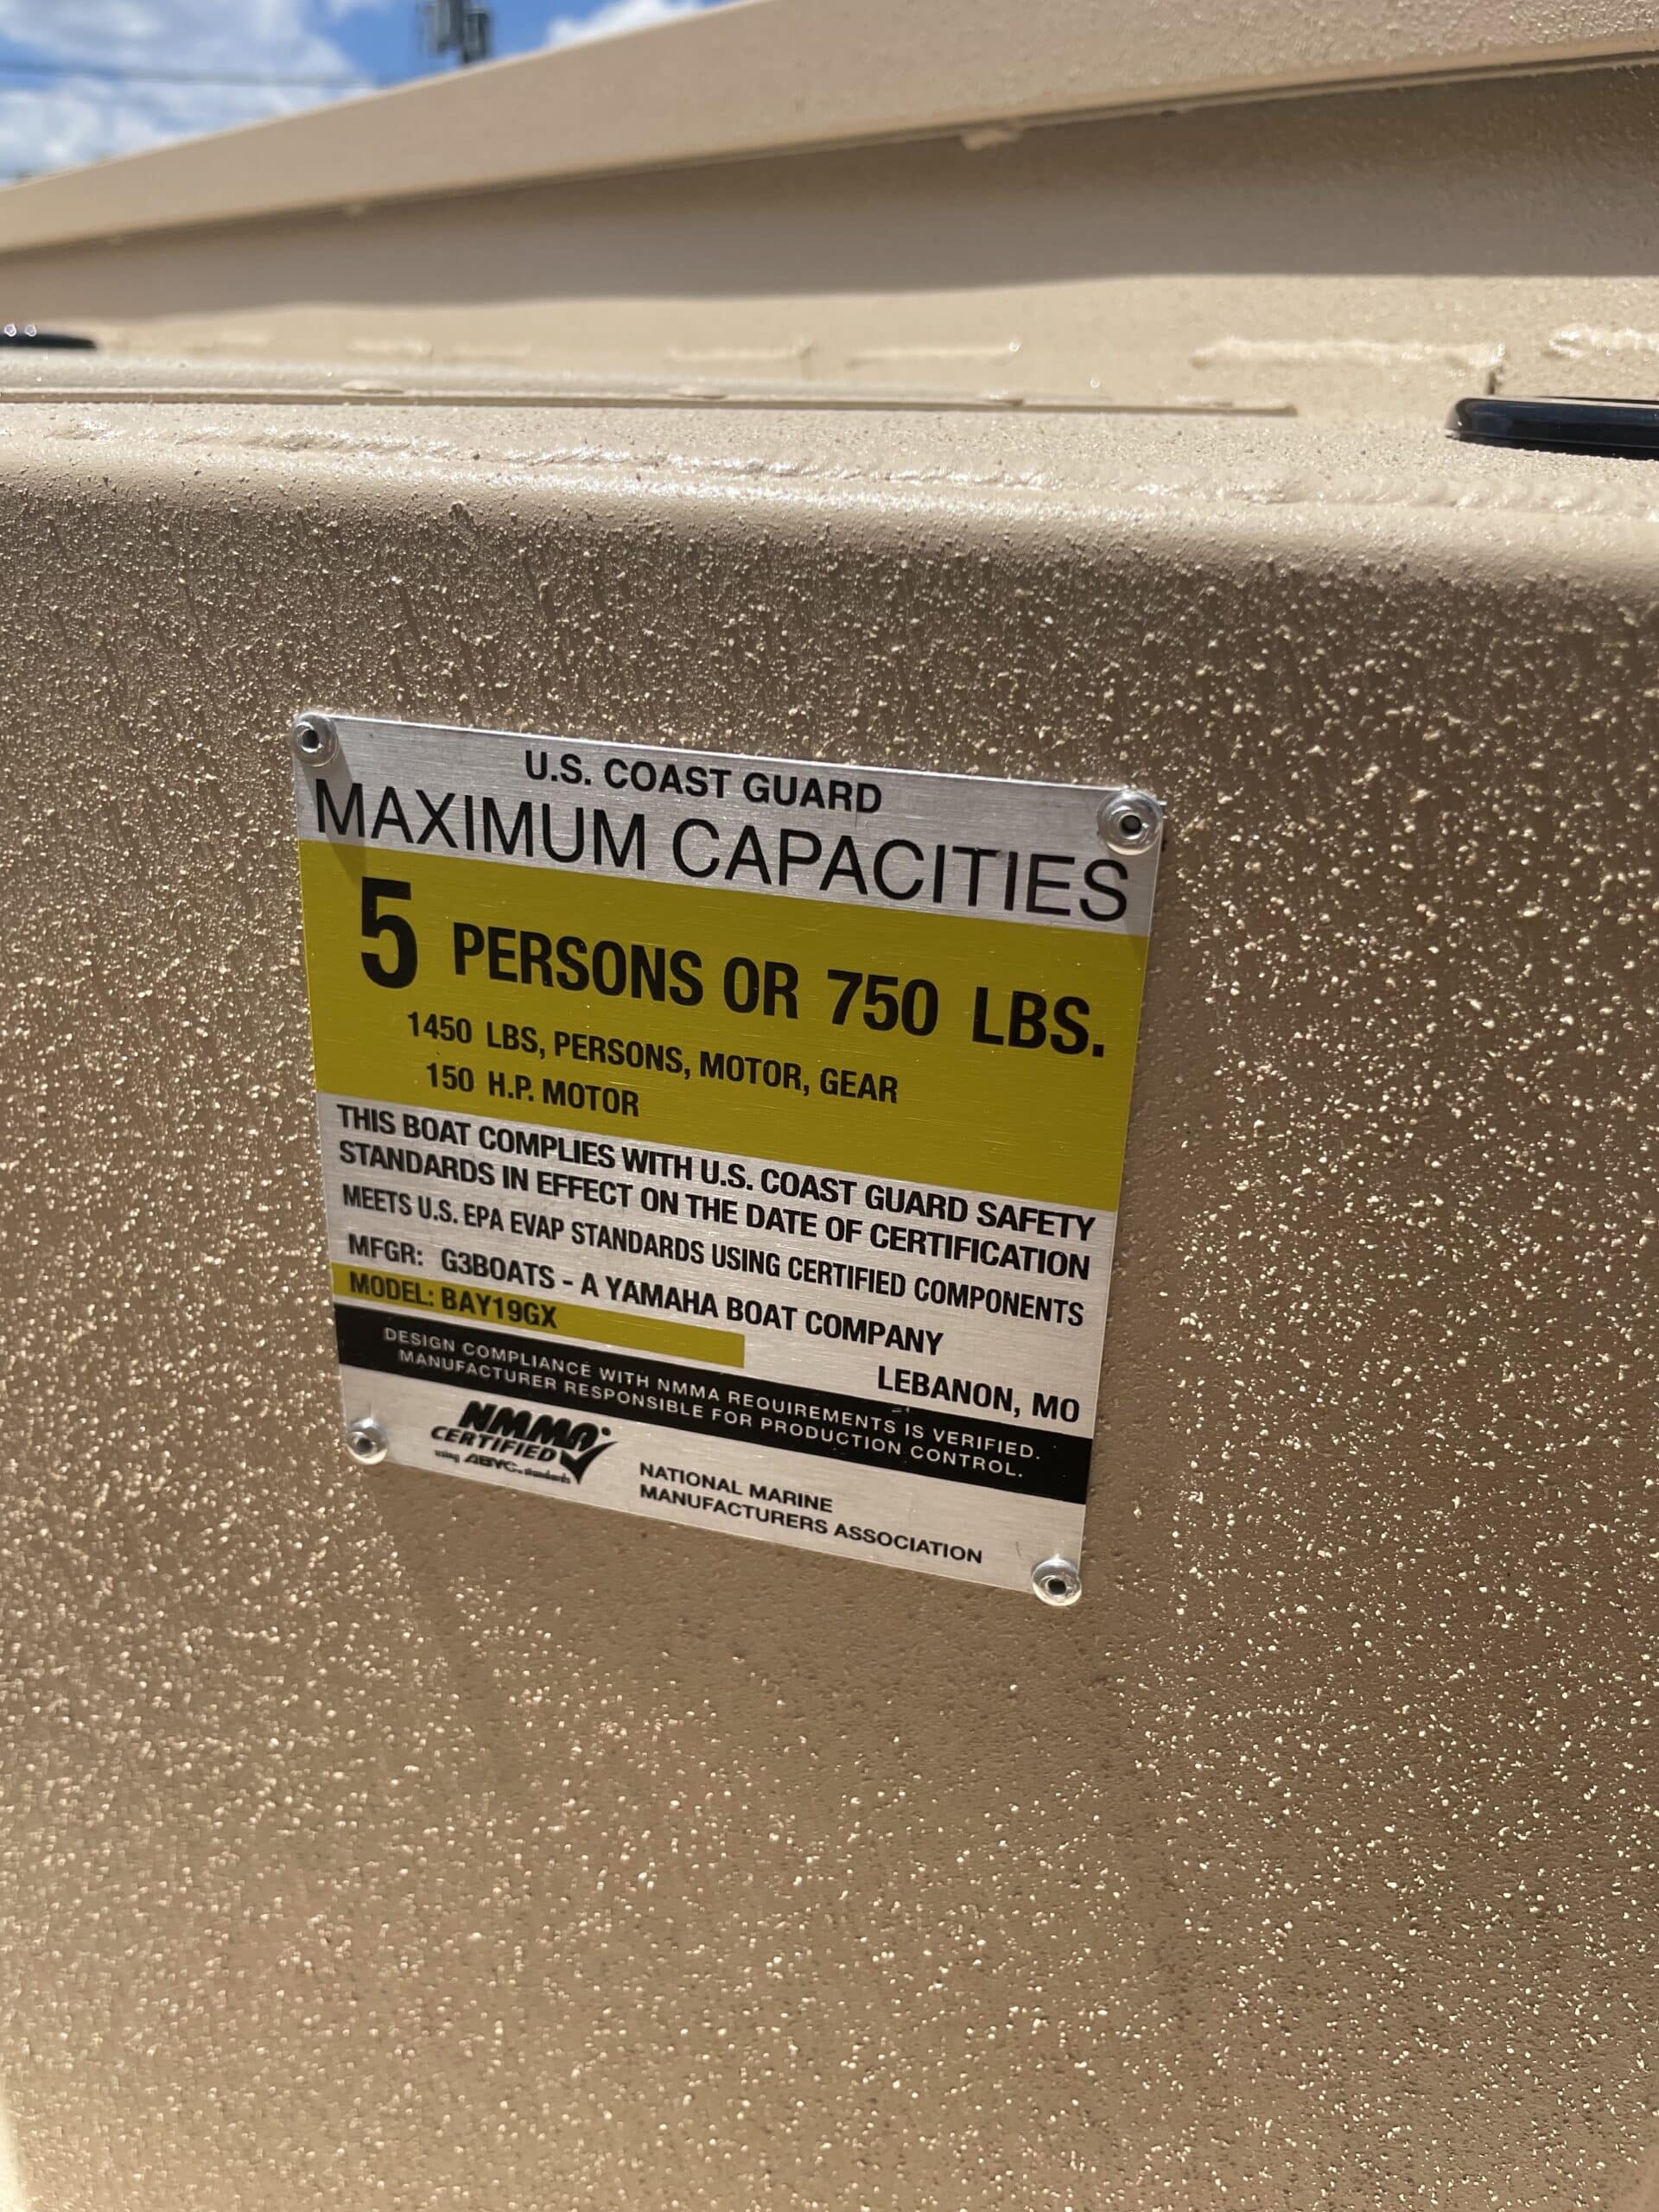 U.S. COAST GUARD
MAXIMUM CAPACITIES
5 PERSONS OR 750 LBS.
1450 LBS, PERSONS, MOTOR, GEAR
150 H.P. MOTOR
THIS BOAT COMPLIES WITH U.S. COAST GUARD SAFETY
STANDARDS IN EFFECT ON THE DATE OF CERTIFICATION
MEETS U.S. EPA EVAP STANDARDS USING CERTIFIED COMPONENTS
MFGR: G3BOATS - A YAMAHA BOAT COMPANY
MODEL: BAY19GX
LEBANON, MO
DESIGN COMPLIANCE WITH NMMA REQUIREMENTS IS VERIFIED.
MANUFACTURER RESPONSIBLE FOR PRODUCTION CONTROL.
NMMA
CERTIFIED
using ABYC standards
NATIONAL MARINE
MANUFACTURERS ASSOCIATION